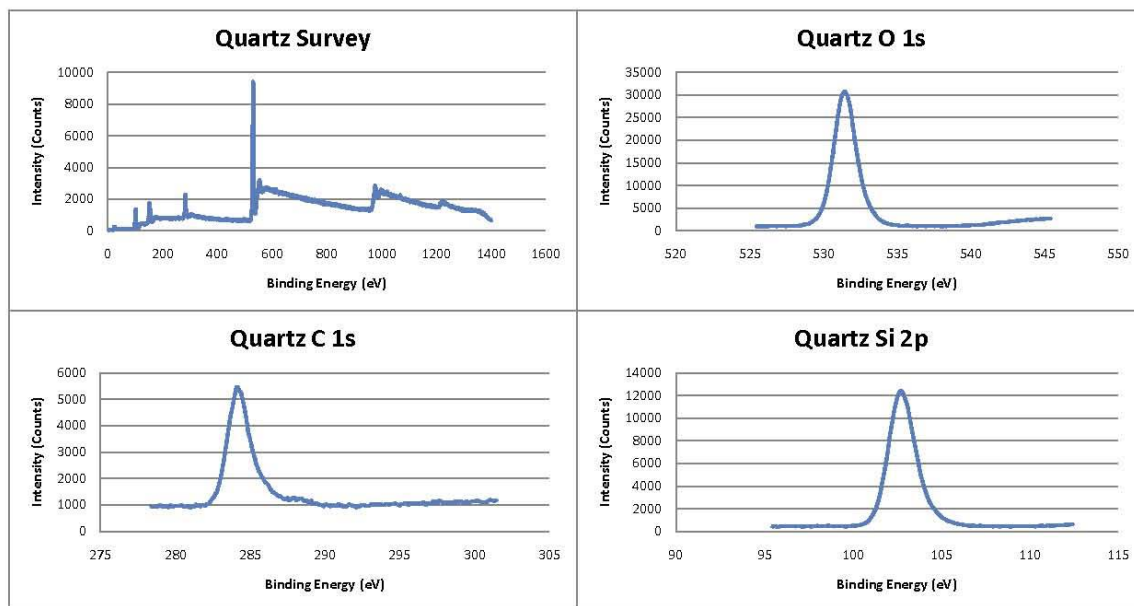 Quartz Survey
Intensity (Counts)
10000
8000
6000
4000
2000
0
0 200 400 600 800 1000 1200 1400 1600
Binding Energy (eV)
Quartz O 1s
Intensity (Counts)
35000
30000
25000
20000
15000
10000
5000
0
520 525 530 535 540 545 550
Binding Energy (eV)
Quartz C 1s
Intensity (Counts)
6000
5000
4000
3000
2000
1000
0
275 280 285 290 295 300 305
Binding Energy (eV)
Quartz Si 2p
Intensity (Counts)
14000
12000
10000
8000
6000
4000
2000
0
90 95 100 105 110 115
Binding Energy (eV)